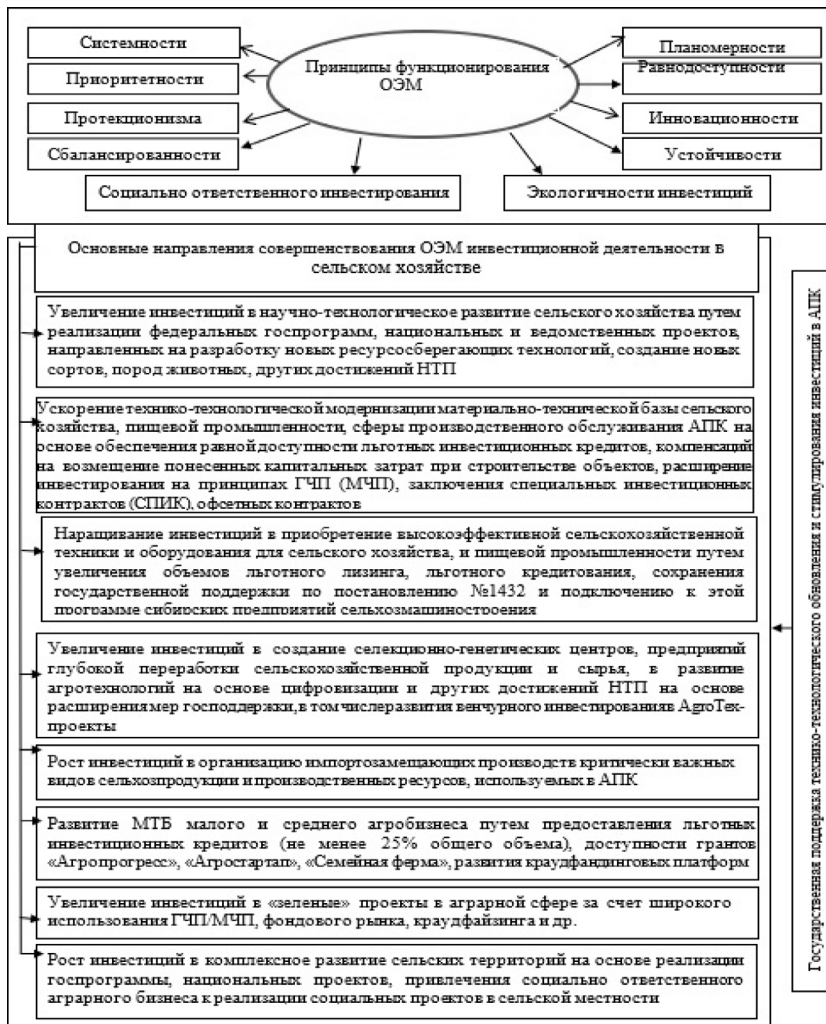 Принципы функционирования
ОЭМ
Системности
Приоритетности
Протекционизма
Сбалансированности
Планомерности
Равнодоступности
Инновационности
Устойчивости
Социально ответственного инвестирования
Экологичности инвестиций
Основные направления совершенствования ОЭМ инвестиционной деятельности в
сельском хозяйстве
Увеличение инвестиций в научно-технологическое развитие сельского хозяйства путем
реализации федеральных госпрограмм, национальных и ведомственных проектов,
направленных на разработку новых ресурсосберегающих технологий, создание новых
сортов, пород животных, других достижений НТП
Ускорение технико-технологической модернизации материально-технической базы сельского
хозяйства, пищевой промышленности, сферы производственного обслуживания АПК на
основе обеспечения равной доступности льготных инвестиционных кредитов, компенсаций
на возмещение понесенных капитальных затрат при строительстве объектов, расширение
инвестирования на принципах ГЧП (МЧП), заключения специальных инвестиционных
контрактов (СПИК), офсетных контрактов
Наращивание инвестиций в приобретение высокоэффективной сельскохозяйственной
техники и оборудования для сельского хозяйства, и пищевой промышленности путем
увеличения объемов льготного лизинга, льготного кредитования, сохранения
государственной поддержки по постановлению №1432 и подключению к этой
программе сибирских предприятий сельхозмашиностроения
Увеличение инвестиций в создание селекционно-генетических центров, предприятий
глубокой переработки сельскохозяйственной продукции и сырья, в развитие
агротехнологий на основе цифровизации и других достижений НТП на основе
расширения мер господдержки, в том числе развития венчурного инвестирования в AgroTex-
проекты
Рост инвестиций в организацию импортозамещающих производств критически важных
видов сельхозпродукции и производственных ресурсов, используемых в АПК
Развитие МТБ малого и среднего агробизнеса путем предоставления льготных
инвестиционных кредитов (не менее 25% общего объема), доступности грантов
«Агропрогресс», «Агростартап», «Семейная ферма», развития краудфандинговых платформ
Увеличение инвестиций в «зеленые» проекты в аграрной сфере за счет широкого
использования ГЧП/МЧП, фондового рынка, краудфайзинга и др.
Рост инвестиций в комплексное развитие сельских территорий на основе реализации
госпрограммы, национальных проектов, привлечения социально ответственного
аграрного бизнеса к реализации социальных проектов в сельской местности
Государственная поддержка технико-технологического обновления и стимулирования инвестиций в АПК